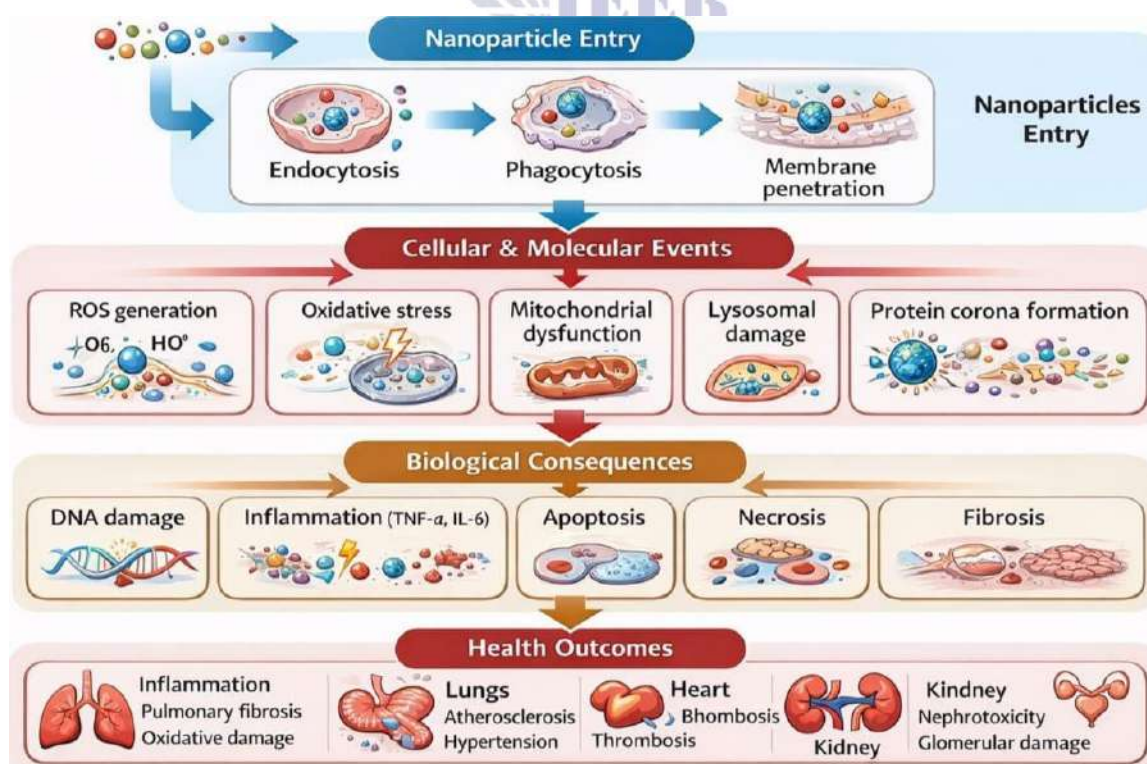 Nanoparticle Entry
Nanoparticles
Entry
Endocytosis
Phagocytosis
Membrane
penetration
Cellular & Molecular Events
ROS generation
O6, HO°
Oxidative stress
Mitochondrial
dysfunction
Lysosomal
damage
Protein corona formation
Biological Consequences
DNA damage
Inflammation (TNF-α, IL-6)
Apoptosis
Necrosis
Fibrosis
Health Outcomes
Inflammation
Pulmonary fibrosis
Oxidative damage
Lungs
Atherosclerosis
Hypertension
Heart
Bhombosis
Thrombosis
Kidney
Kindney
Nephrotoxicity
Glomerular damage